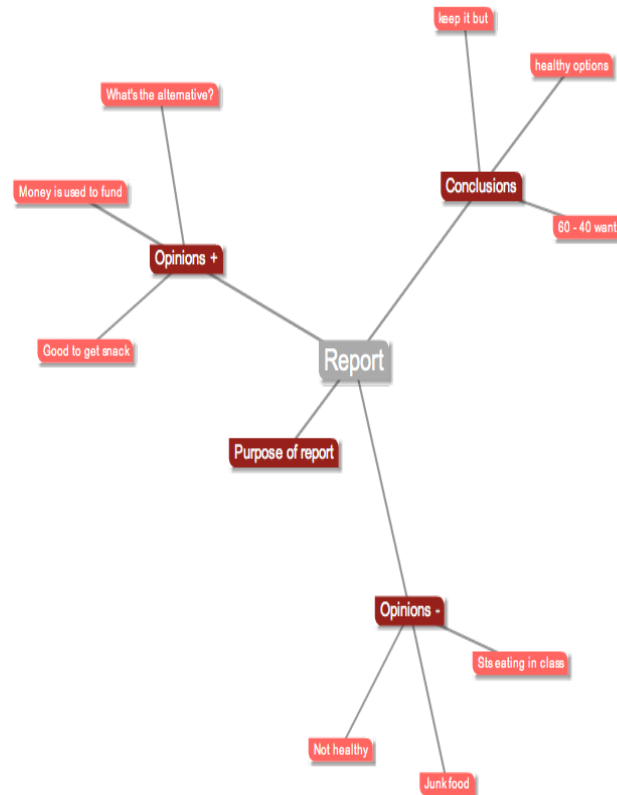 keep it but
healthy options
What's the alternative?
Conclusions
Money is used to fund
60 - 40 want
Opinions +
Good to get snack
Report
Purpose of report
Opinions -
Sts eating in class
Not healthy
Junk food